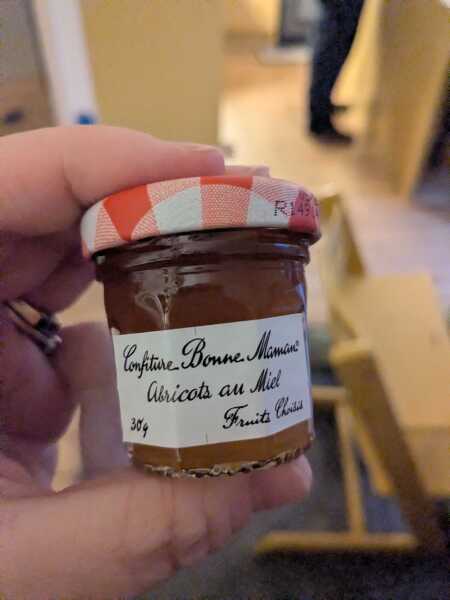 Confiture Bonne Maman®
Abricots au Miel
30g
Fruits Choisis